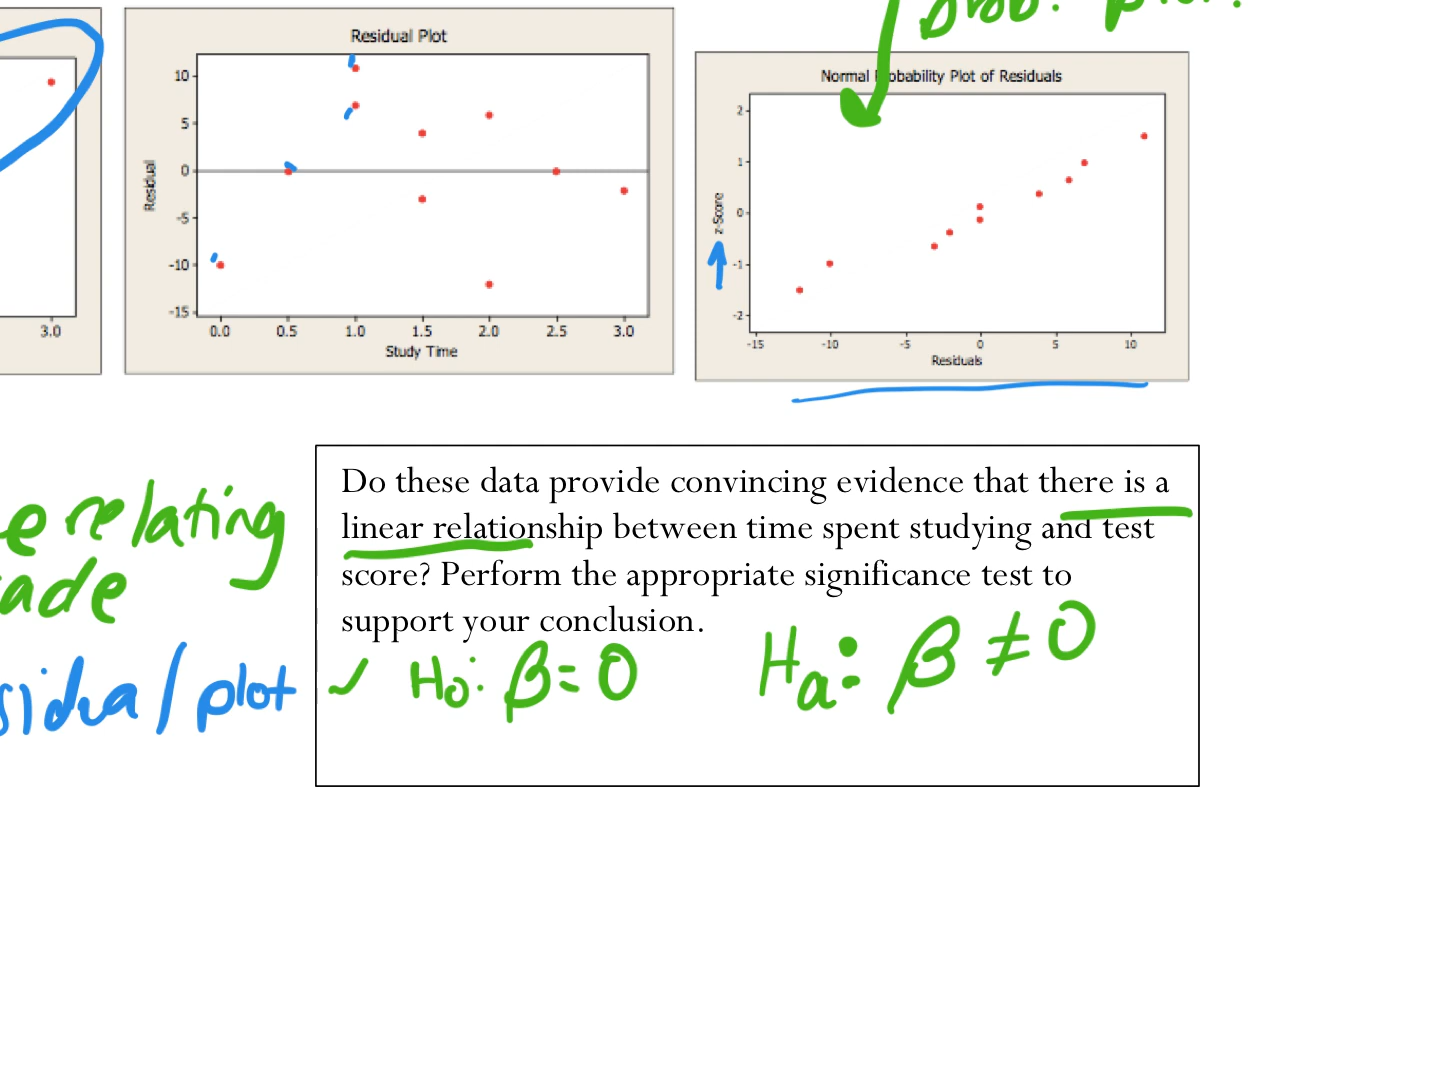 prob. plot.
Residual Plot
10
5
0
-5
-10
-15
Residual
0.0 0.5 1.0 1.5 2.0 2.5 3.0
Study Time
3.0
Normal Probability Plot of Residuals
2
1
0
-1
-2
z-Score
-15 -10 -5 0 5 10
Residuals
relating
sidual plot
Do these data provide convincing evidence that there is a
linear relationship between time spent studying and test
score? Perform the appropriate significance test to
support your conclusion.
✓ H₀: β = 0 Hₐ: β ≠ 0